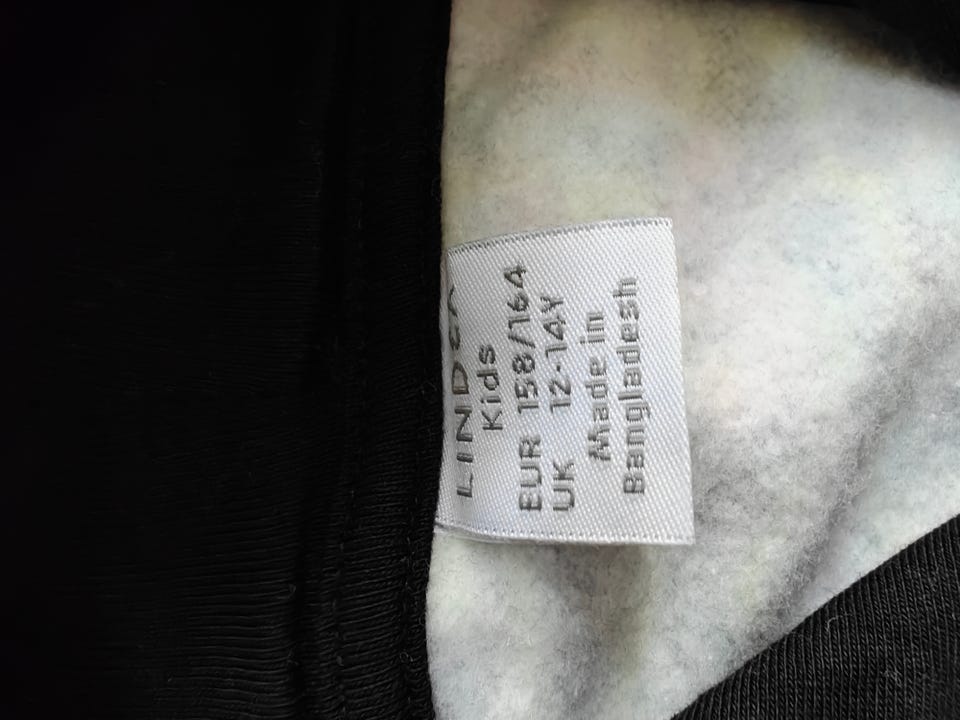 LINDEX
Kids
EUR 158/164
UK 12-14Y
Made in
Bangladesh